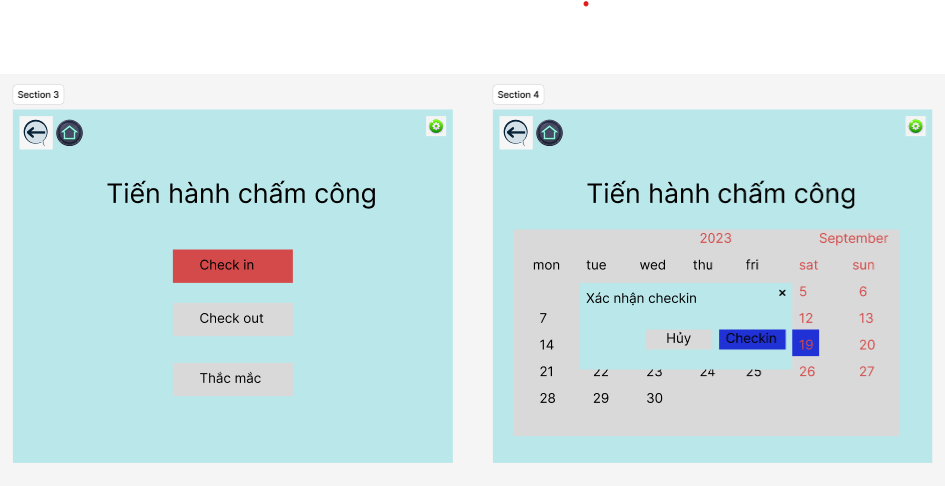 Section 3
Tiến hành chấm công
Check in
Check out
Thắc mắc
Section 4
Tiến hành chấm công
2023 September
mon tue wed thu fri sat sun
5 6
Xác nhận checkin ×
7 12 13
Hủy Checkin
14 19 20
21 22 23 24 25 26 27
28 29 30